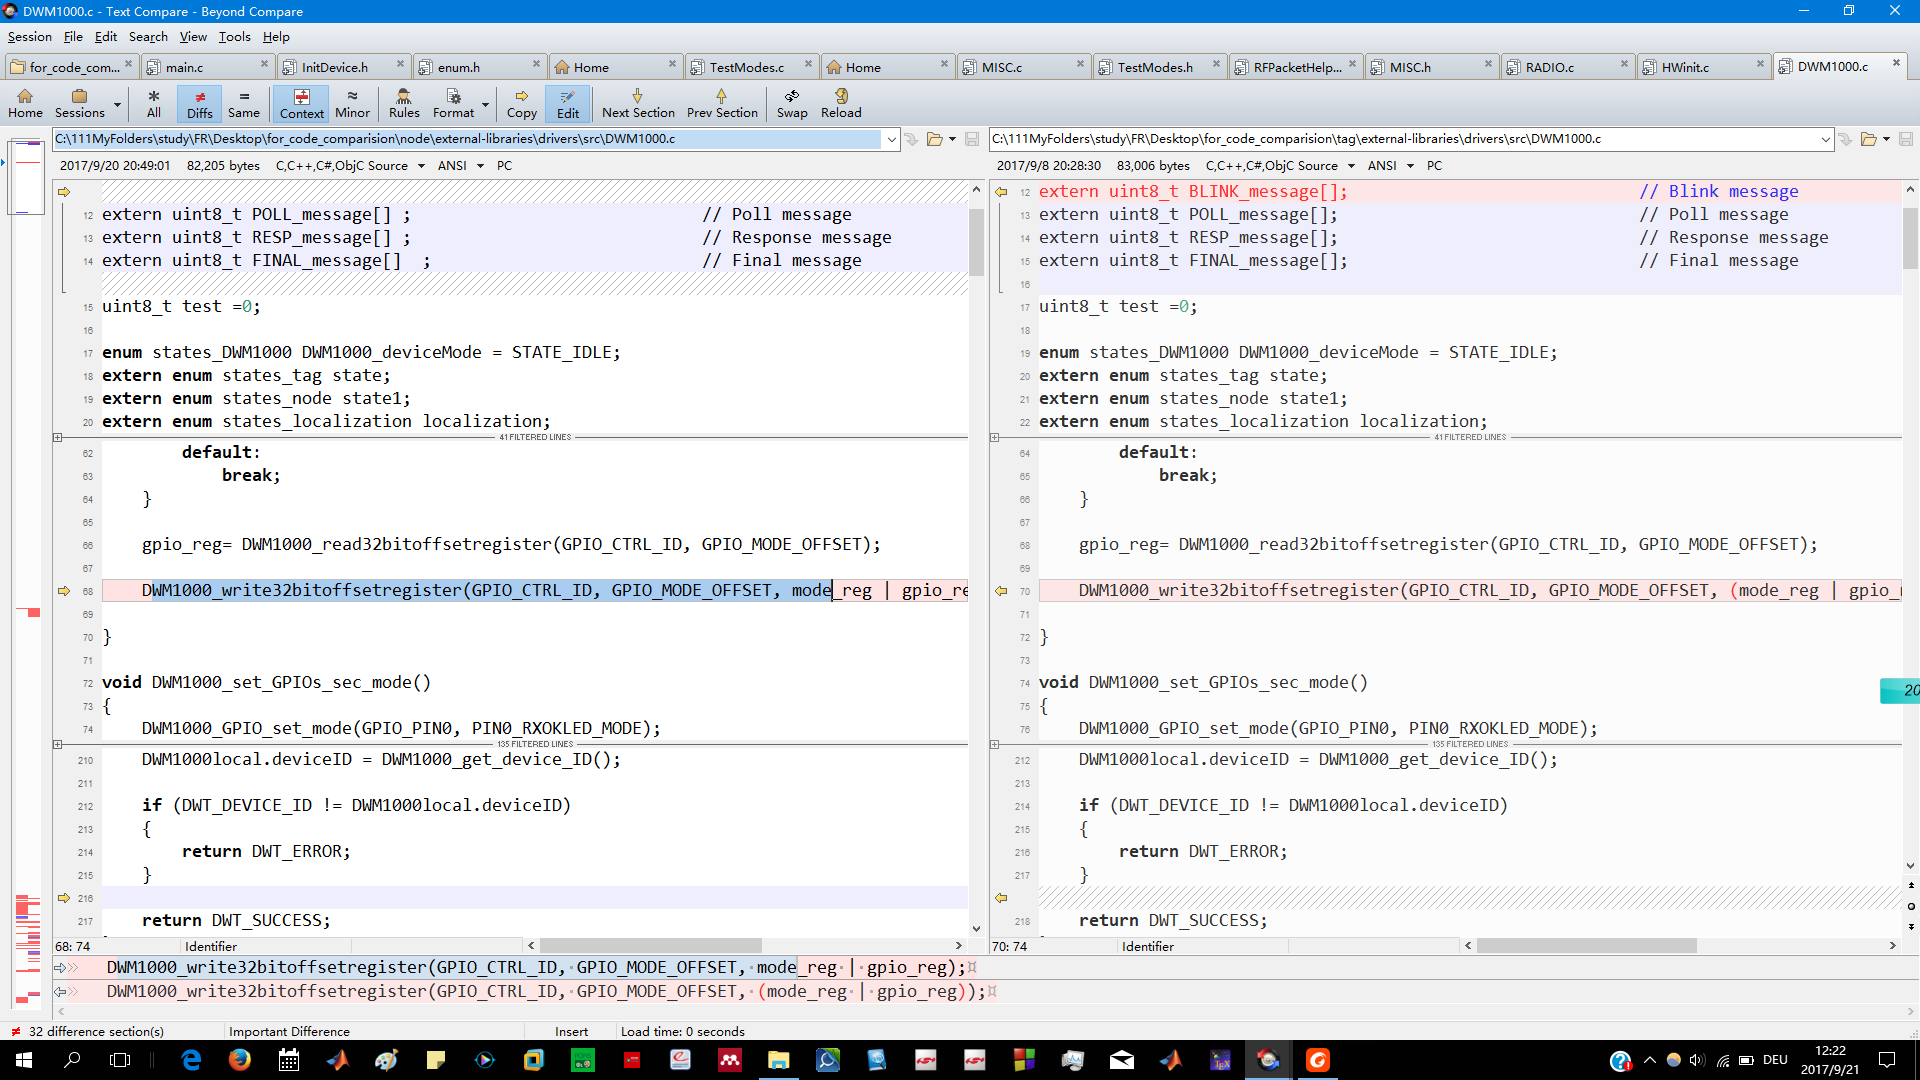 DWM1000.c - Text Compare - Beyond Compare
Session File Edit Search View Tools Help
for_code_com... main.c InitDevice.h enum.h Home TestModes.c Home MISC.c TestModes.h RFPacketHelp... MISC.h RADIO.c HWinit.c DWM1000.c
Home Sessions All Diffs Same Context Minor Rules Format Copy Edit Next Section Prev Section Swap Reload
C:\111MyFolders\study\FR\Desktop\for_code_comparision\node\external-libraries\drivers\src\DWM1000.c
2017/9/20 20:49:01 82,205 bytes C,C++,C#,ObjC Source ANSI PC
12 extern uint8_t POLL_message[] ; // Poll message
13 extern uint8_t RESP_message[] ; // Response message
14 extern uint8_t FINAL_message[]  ; // Final message
15 uint8_t test =0;
16
17 enum states_DWM1000 DWM1000_deviceMode = STATE_IDLE;
18 extern enum states_tag state;
19 extern enum states_node state1;
20 extern enum states_localization localization;
41 FILTERED LINES
62 default:
63 break;
64 }
65
66 gpio_reg= DWM1000_read32bitoffsetregister(GPIO_CTRL_ID, GPIO_MODE_OFFSET);
67
68 DWM1000_write32bitoffsetregister(GPIO_CTRL_ID, GPIO_MODE_OFFSET, mode_reg | gpio_re
69
70 }
71
72 void DWM1000_set_GPIOs_sec_mode()
73 {
74 DWM1000_GPIO_set_mode(GPIO_PIN0, PIN0_RXOKLED_MODE);
135 FILTERED LINES
210 DWM1000local.deviceID = DWM1000_get_device_ID();
211
212 if (DWT_DEVICE_ID != DWM1000local.deviceID)
213 {
214 return DWT_ERROR;
215 }
216
217 return DWT_SUCCESS;
68: 74 Identifier
C:\111MyFolders\study\FR\Desktop\for_code_comparision\tag\external-libraries\drivers\src\DWM1000.c
2017/9/8 20:28:30 83,006 bytes C,C++,C#,ObjC Source ANSI PC
12 extern uint8_t BLINK_message[]; // Blink message
13 extern uint8_t POLL_message[]; // Poll message
14 extern uint8_t RESP_message[]; // Response message
15 extern uint8_t FINAL_message[]; // Final message
16
17 uint8_t test =0;
18
19 enum states_DWM1000 DWM1000_deviceMode = STATE_IDLE;
20 extern enum states_tag state;
21 extern enum states_node state1;
22 extern enum states_localization localization;
41 FILTERED LINES
64 default:
65 break;
66 }
67
68 gpio_reg= DWM1000_read32bitoffsetregister(GPIO_CTRL_ID, GPIO_MODE_OFFSET);
69
70 DWM1000_write32bitoffsetregister(GPIO_CTRL_ID, GPIO_MODE_OFFSET, (mode_reg | gpio_
71
72 }
73
74 void DWM1000_set_GPIOs_sec_mode()
75 {
76 DWM1000_GPIO_set_mode(GPIO_PIN0, PIN0_RXOKLED_MODE);
135 FILTERED LINES
212 DWM1000local.deviceID = DWM1000_get_device_ID();
213
214 if (DWT_DEVICE_ID != DWM1000local.deviceID)
215 {
216 return DWT_ERROR;
217 }
218 return DWT_SUCCESS;
70: 74 Identifier
20
DWM1000_write32bitoffsetregister(GPIO_CTRL_ID,·GPIO_MODE_OFFSET,·mode_reg·|·gpio_reg);¤
DWM1000_write32bitoffsetregister(GPIO_CTRL_ID,·GPIO_MODE_OFFSET,·(mode_reg·|·gpio_reg));¤
32 difference section(s) Important Difference Insert Load time: 0 seconds
DEU
12:22
2017/9/21